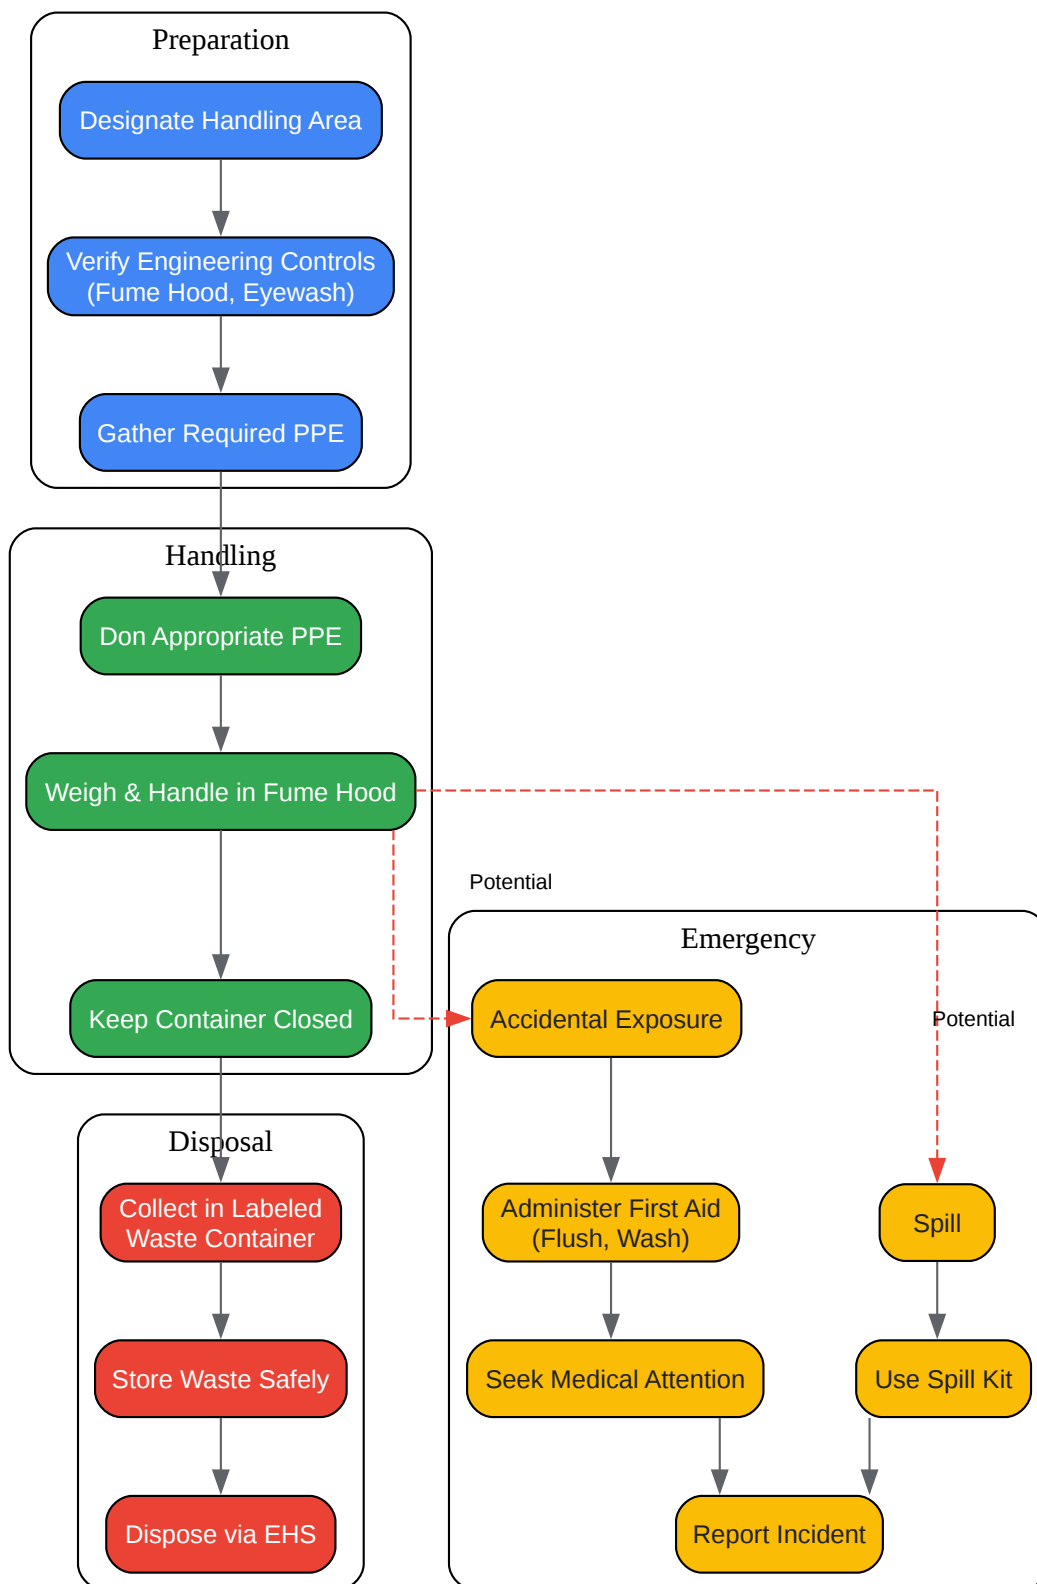 Preparation
Designate Handling Area
Verify Engineering Controls
(Fume Hood, Eyewash)
Gather Required PPE
Handling
Don Appropriate PPE
Weigh & Handle in Fume Hood
Keep Container Closed
Disposal
Collect in Labeled
Waste Container
Store Waste Safely
Dispose via EHS
Potential
Emergency
Accidental Exposure
Potential
Administer First Aid
(Flush, Wash)
Spill
Seek Medical Attention
Use Spill Kit
Report Incident